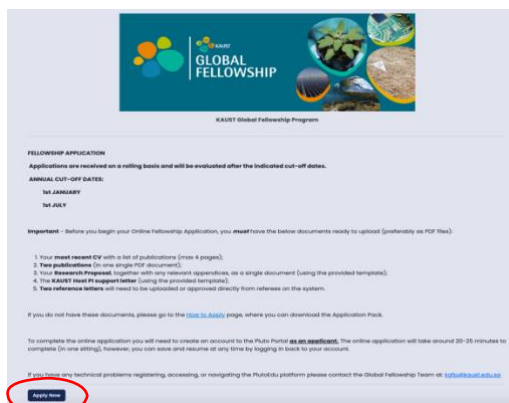 KAUST
GLOBAL
FELLOWSHIP
KAUST Global Fellowship Program
FELLOWSHIP APPLICATION
Applications are received on a rolling basis and will be evaluated after the indicated cut-off dates.
ANNUAL CUT-OFF DATES:
1st JANUARY
1st JULY
Important - Before you begin your Online Fellowship Application, you must have the below documents ready to upload (preferably as PDF files):
1. Your most recent CV with a list of publications (max 4 pages);
2. Two publications (in one single PDF document);
3. Your Research Proposal, together with any relevant appendices, as a single document (using the provided template);
4. The KAUST Host PI support letter (using the provided template);
5. Two reference letters will need to be uploaded or approved directly from referees on the system.
If you do not have these documents, please go to the How to Apply page, where you can download the Application Pack.
To complete the online application you will need to create an account to the Pluto Portal as an applicant. The online application will take around 20-25 minutes to
complete (in one sitting), however, you can save and resume at any time by logging in back to your account.
If you have any technical problems registering, accessing, or navigating the PlutoEdu platform please contact the Global Fellowship Team at:
Apply Now